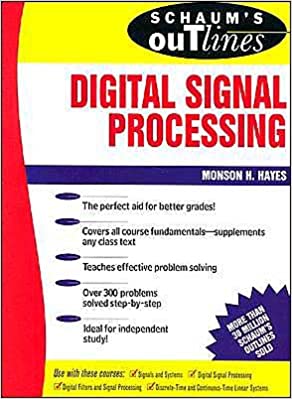 SCHAUM'S
ouTlines
DIGITAL SIGNAL
PROCESSING
MONSON H. HAYES
The perfect aid for better grades!
Covers all course fundamentals—supplements
any class text
Teaches effective problem solving
Over 300 problems
solved step-by-step
Ideal for independent
study!
MORE THAN
30 MILLION
SCHAUM'S
OUTLINES
SOLD
Use with these courses: ☑ Signals and Systems ☑ Digital Signal Processing
☑ Digital Filters and Signal Processing ☑ Discrete-Time and Continuous-Time Linear Systems